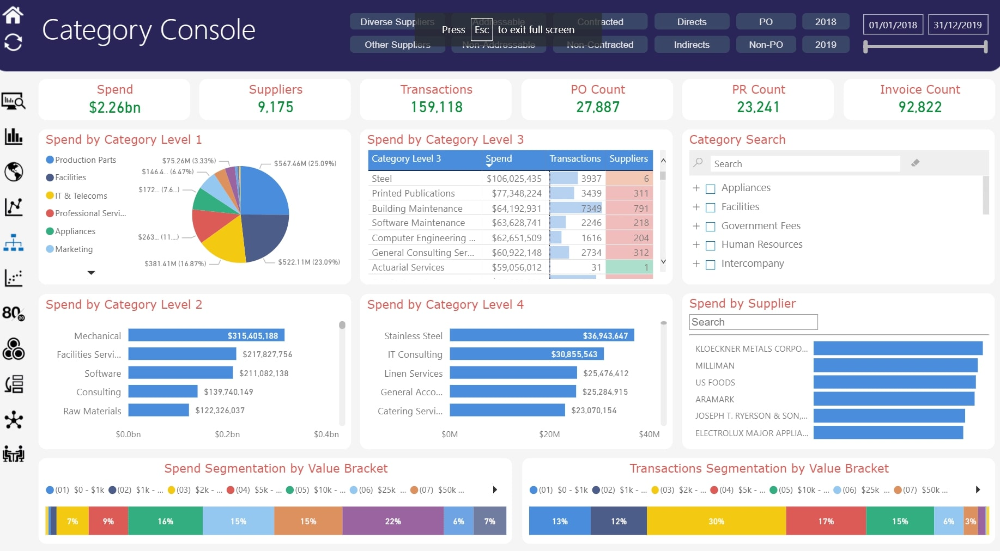 Category Console
Diverse Suppliers
Addressable
Contracted
Directs
PO
2018
01/01/2018
31/12/2019
Press Esc to exit full screen
Other Suppliers
Non-Addressable
Non-Contracted
Indirects
Non-PO
2019
Spend
$2.26bn
Suppliers
9,175
Transactions
159,118
PO Count
27,887
PR Count
23,241
Invoice Count
92,822
Spend by Category Level 1
Production Parts
Facilities
IT & Telecoms
Professional Servi...
Appliances
Marketing
$75.26M (3.33%)
$146.4... (6.47%)
$172... (7.6...)
$263... (11....)
$381.41M (16.87%)
$567.46M (25.09%)
$522.11M (23.09%)
Spend by Category Level 3
Category Level 3 Spend Transactions Suppliers
Steel $106,025,435 3937 6
Printed Publications $77,348,224 3439 311
Building Maintenance $64,192,931 7349 791
Software Maintenance $63,628,741 2246 218
Computer Engineering ... $62,651,509 1616 204
General Consulting Ser... $60,922,148 2734 312
Actuarial Services $59,056,012 31 1
Category Search
Search
+ Appliances
+ Facilities
+ Government Fees
+ Human Resources
+ Intercompany
80/20
Spend by Category Level 2
Mechanical $315,405,188
Facilities Servi... $217,827,756
Software $211,082,138
Consulting $139,740,149
Raw Materials $122,326,037
$0.0bn $0.2bn $0.4bn
Spend by Category Level 4
Stainless Steel $36,943,647
IT Consulting $30,855,543
Linen Services $25,476,412
General Acco... $25,284,915
Catering Servi... $23,070,154
$0M $20M $40M
Spend by Supplier
Search
KLOECKNER METALS CORPO...
MILLIMAN
US FOODS
ARAMARK
JOSEPH T. RYERSON & SON,...
ELECTROLUX MAJOR APPLIA...
Spend Segmentation by Value Bracket
(01) $0 - $1k (02) $1k - ... (03) $2k - ... (04) $5k - ... (05) $10k - ... (06) $25k ... (07) $50k ...
7% 9% 16% 15% 15% 22% 6% 7%
Transactions Segmentation by Value Bracket
(01) $0 - $1k (02) $1k - ... (03) $2k - ... (04) $5k - ... (05) $10k - ... (06) $25k ... (07) $50k ...
13% 12% 30% 17% 15% 6% 3%